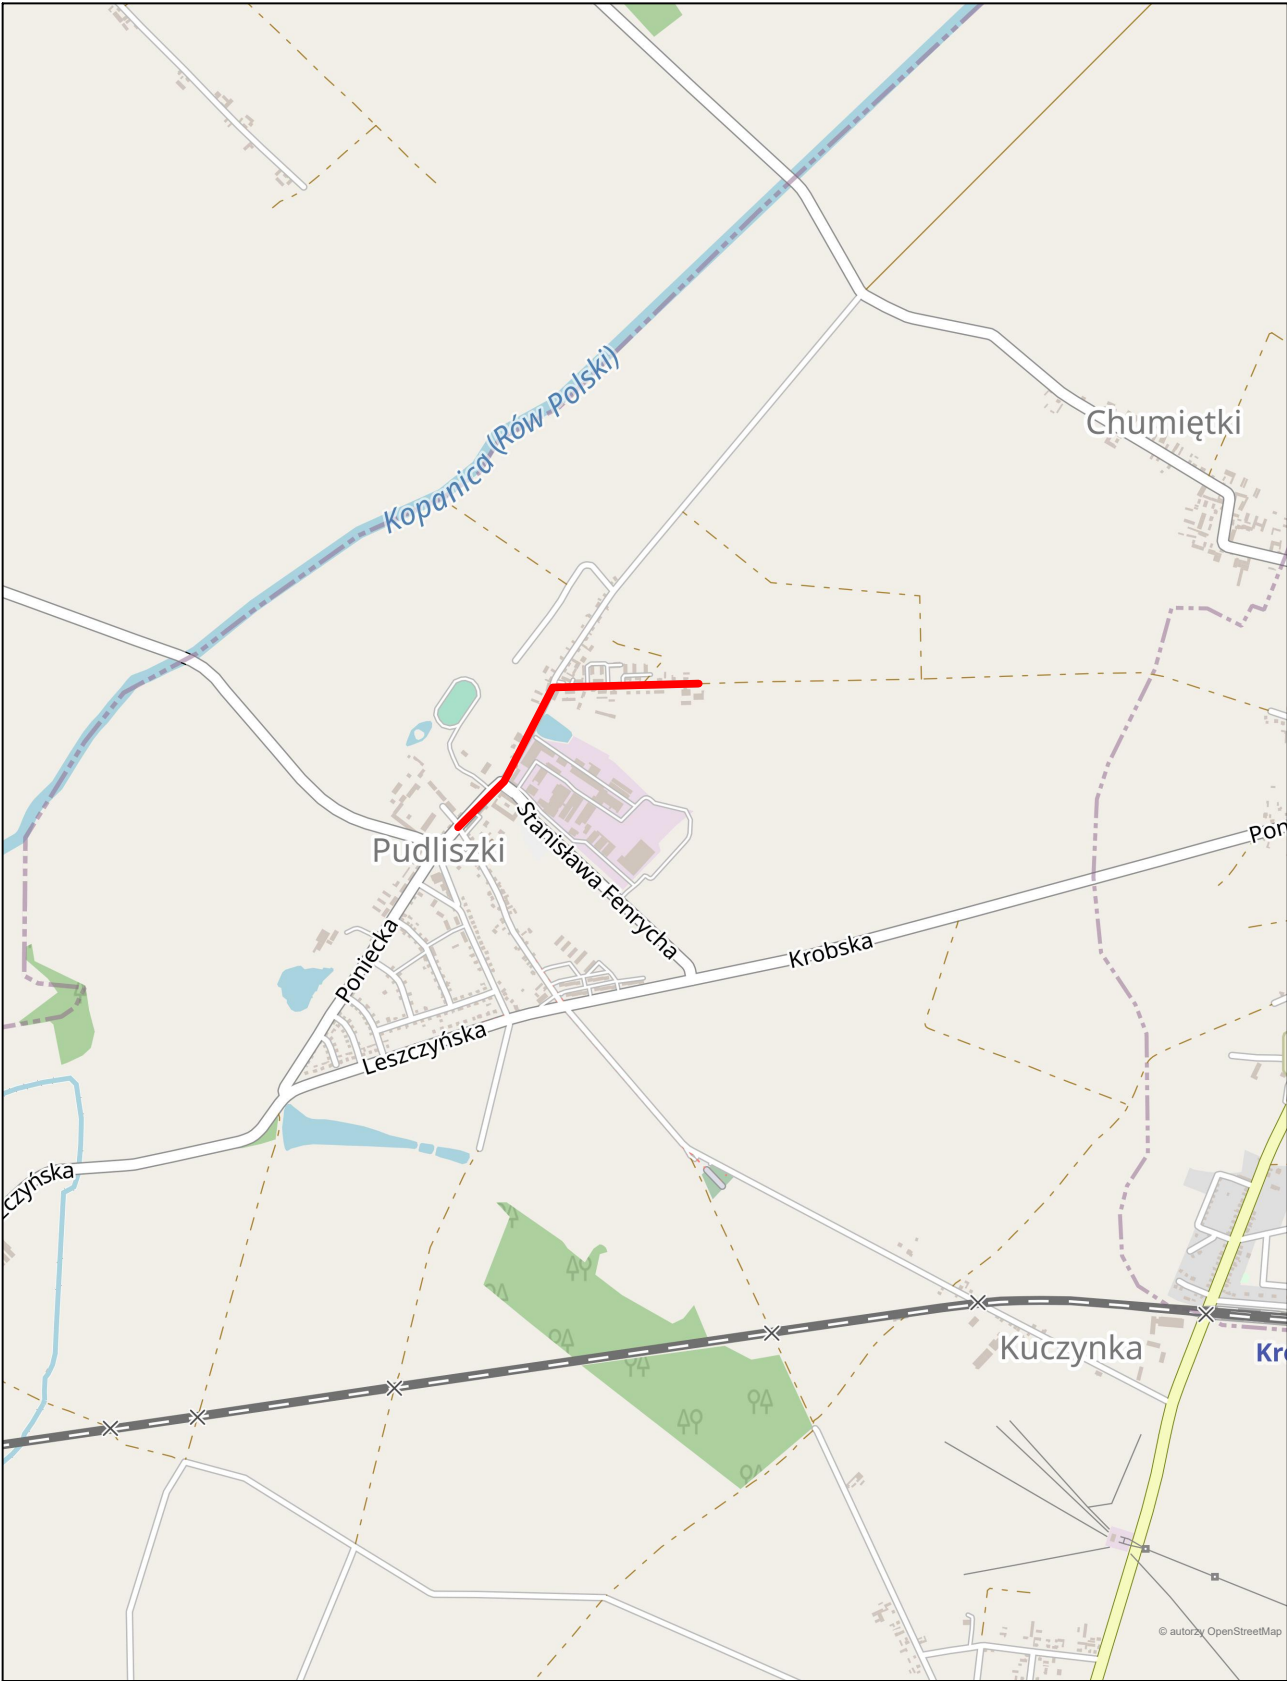 Kopanica (Rów Polski)
Chumiętki
Pudliszki
Stanisława Fenrycha
Pon
Krobska
Poniecka
Leszczyńska
czyńska
Kuczynka
Kr
© autorzy OpenStreetMap